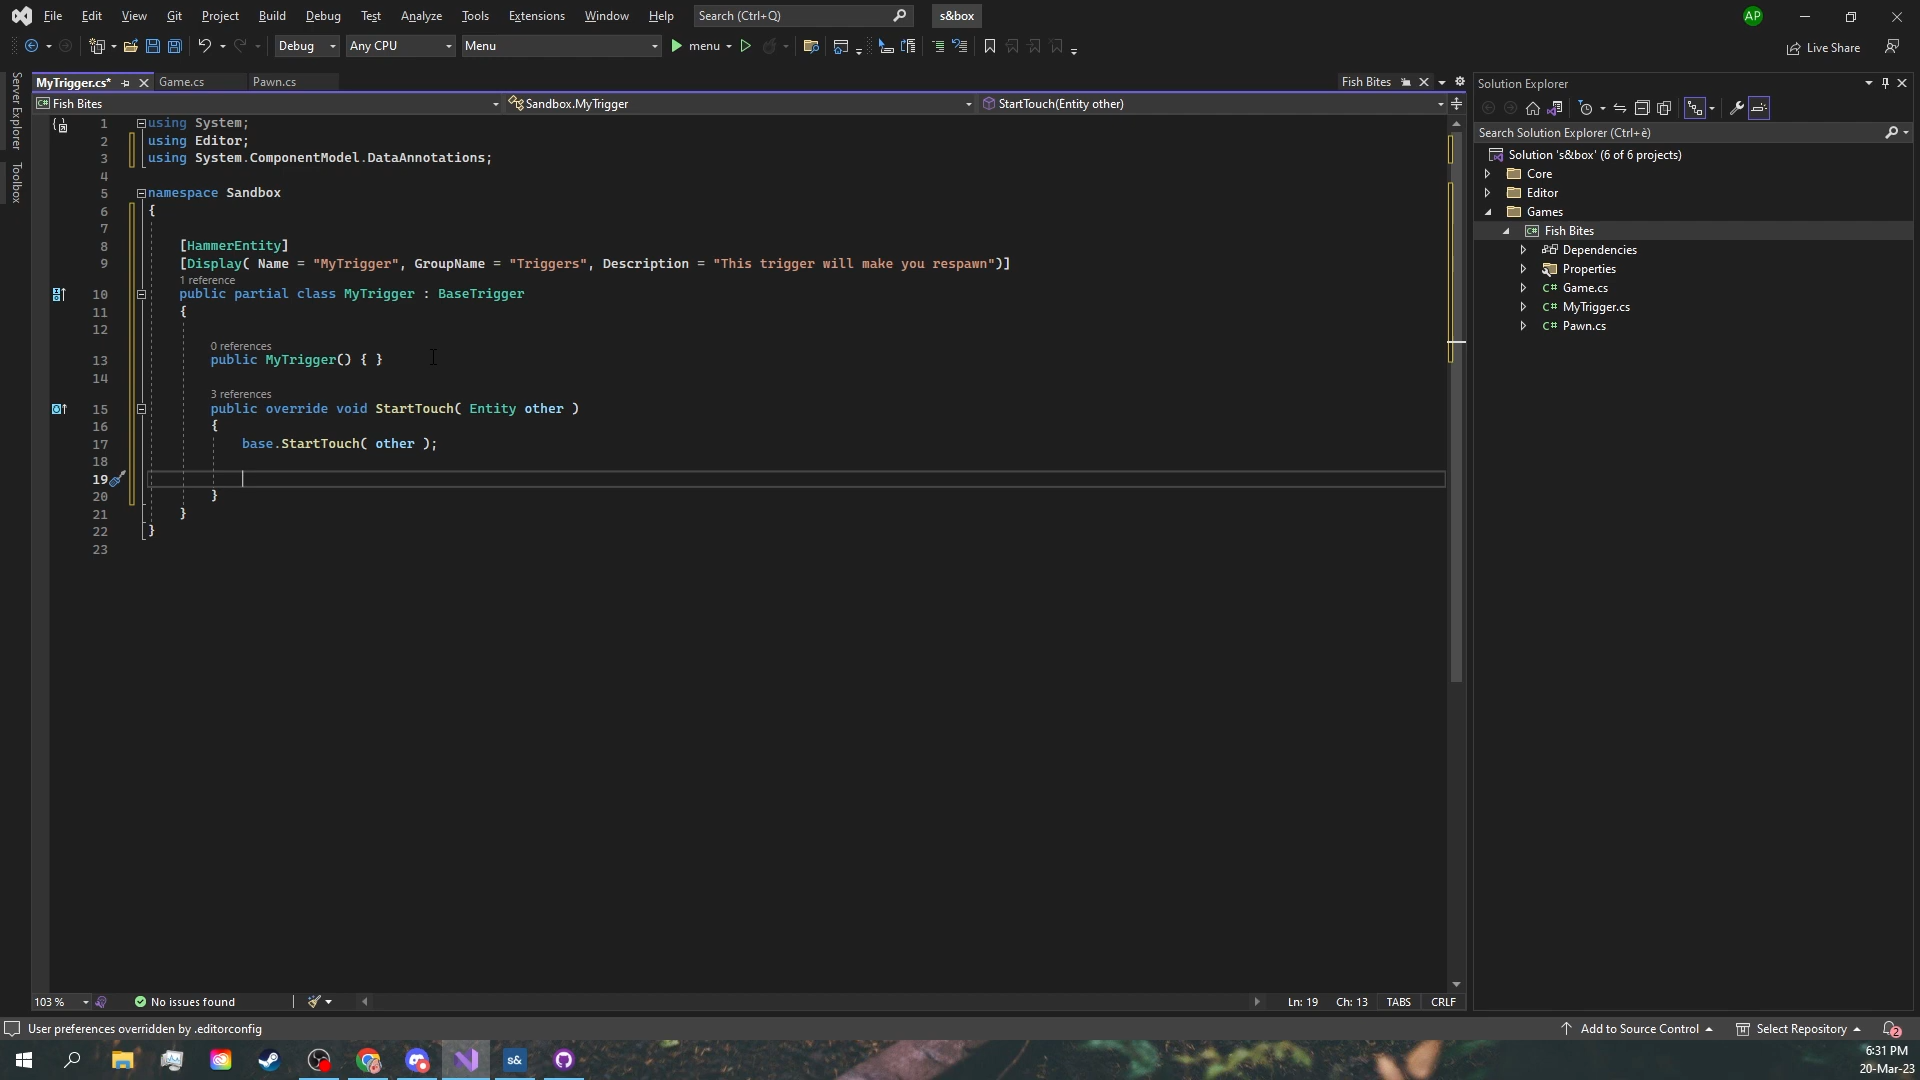 File Edit View Git Project Build Debug Test Analyze Tools Extensions Window Help Search (Ctrl+Q) s&box AP
Debug Any CPU Menu menu Live Share
MyTrigger.cs* Game.cs Pawn.cs Fish Bites
Fish Bites Sandbox.MyTrigger StartTouch(Entity other)
Server Explorer
Toolbox
1 using System;
2 using Editor;
3 using System.ComponentModel.DataAnnotations;
4
5 namespace Sandbox
6 {
7
8 [HammerEntity]
9 [Display( Name = "MyTrigger", GroupName = "Triggers", Description = "This trigger will make you respawn")]
1 reference
10 public partial class MyTrigger : BaseTrigger
11 {
12
0 references
13 public MyTrigger() { }
14
3 references
15 public override void StartTouch( Entity other )
16 {
17 base.StartTouch( other );
18
19
20 }
21 }
22 }
23
Solution Explorer
Search Solution Explorer (Ctrl+è)
Solution 's&box' (6 of 6 projects)
Core
Editor
Games
C# Fish Bites
Dependencies
Properties
C# Game.cs
C# MyTrigger.cs
C# Pawn.cs
103 % No issues found Ln: 19 Ch: 13 TABS CRLF
User preferences overridden by .editorconfig Add to Source Control Select Repository 2
s&
6:31 PM
20-Mar-23